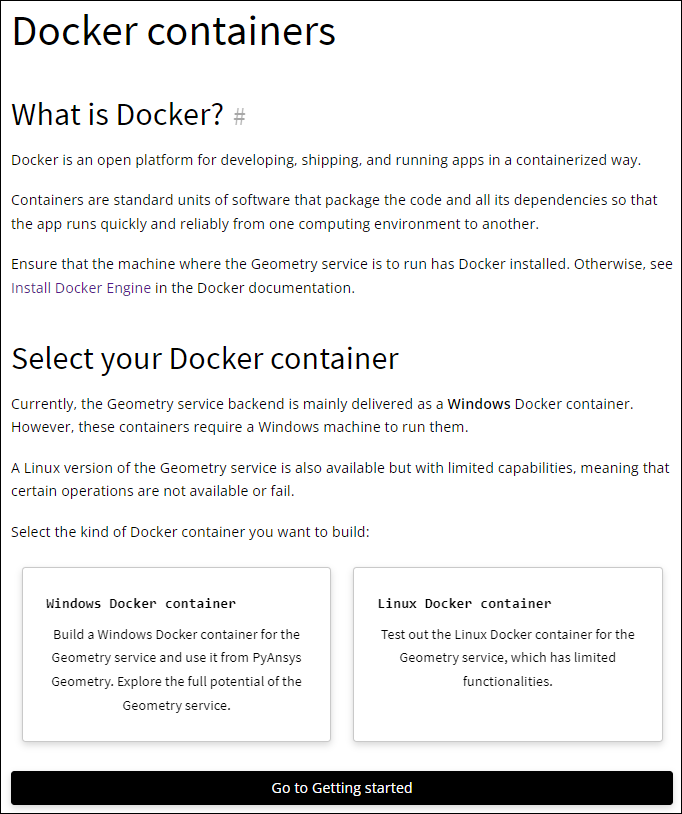 Docker containers
What is Docker? #
Docker is an open platform for developing, shipping, and running apps in a containerized way.
Containers are standard units of software that package the code and all its dependencies so that
the app runs quickly and reliably from one computing environment to another.
Ensure that the machine where the Geometry service is to run has Docker installed. Otherwise, see
Install Docker Engine in the Docker documentation.
Select your Docker container
Currently, the Geometry service backend is mainly delivered as a Windows Docker container.
However, these containers require a Windows machine to run them.
A Linux version of the Geometry service is also available but with limited capabilities, meaning that
certain operations are not available or fail.
Select the kind of Docker container you want to build:
Windows Docker container
Build a Windows Docker container for the
Geometry service and use it from PyAnsys
Geometry. Explore the full potential of the
Geometry service.
Linux Docker container
Test out the Linux Docker container for the
Geometry service, which has limited
functionalities.
Go to Getting started